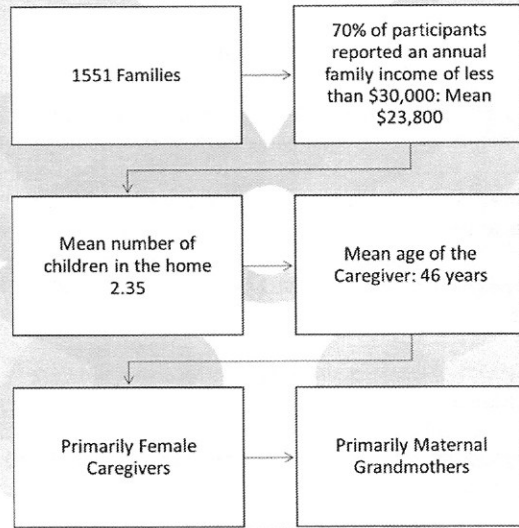 1551 Families
70% of participants
reported an annual
family income of less
than $30,000: Mean
$23,800
Mean number of
children in the home
2.35
Mean age of the
Caregiver: 46 years
Primarily Female
Caregivers
Primarily Maternal
Grandmothers